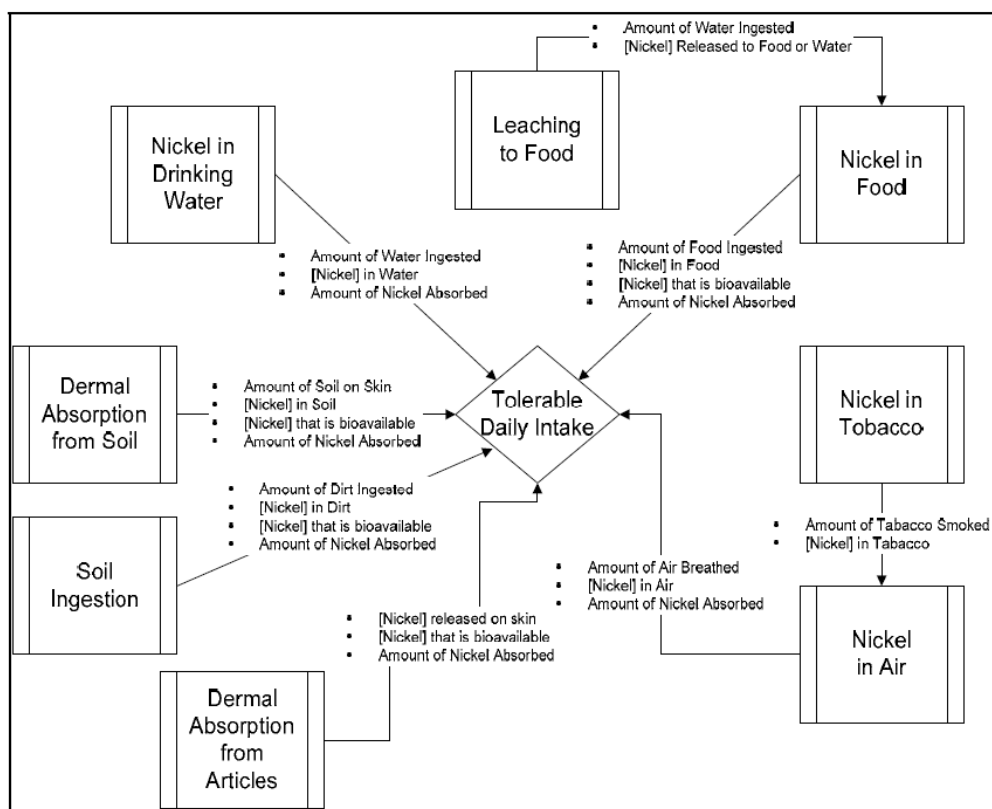 • Amount of Water Ingested
• [Nickel] Released to Food or Water
Leaching
to Food
Nickel in
Drinking
Water
Nickel in
Food
• Amount of Water Ingested
• [Nickel] in Water
• Amount of Nickel Absorbed
• Amount of Food Ingested
• [Nickel] in Food
• [Nickel] that is bioavailable
• Amount of Nickel Absorbed
Dermal
Absorption
from Soil
• Amount of Soil on Skin
• [Nickel] in Soil
• [Nickel] that is bioavailable
• Amount of Nickel Absorbed
Tolerable
Daily Intake
Nickel in
Tobacco
• Amount of Dirt Ingested
• [Nickel] in Dirt
• [Nickel] that is bioavailable
• Amount of Nickel Absorbed
Soil
Ingestion
• Amount of Tobacco Smoked
• [Nickel] in Tobacco
• Amount of Air Breathed
• [Nickel] in Air
• Amount of Nickel Absorbed
• [Nickel] released on skin
• [Nickel] that is bioavailable
• Amount of Nickel Absorbed
Nickel
in Air
Dermal
Absorption
from
Articles